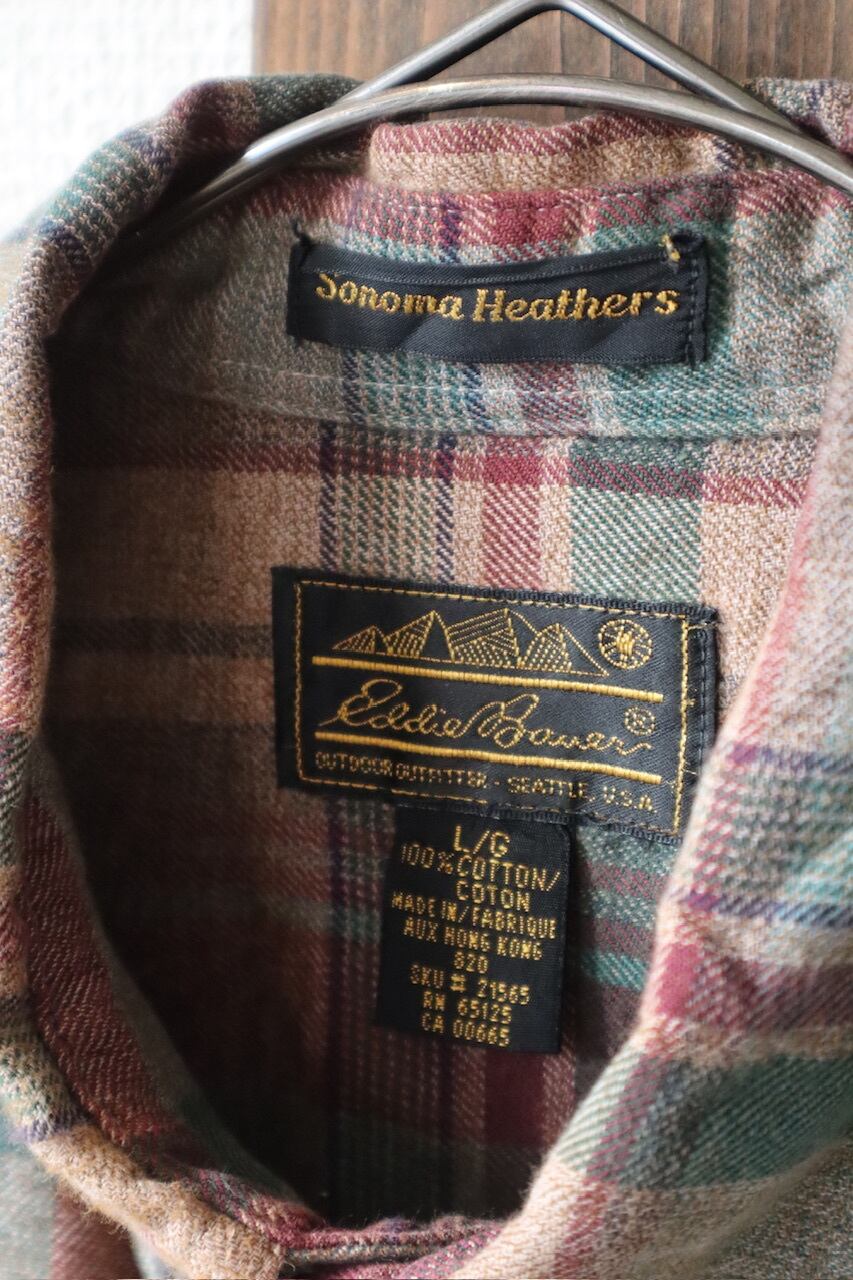 Sonoma Heathers
Eddie Bauer ®
OUTDOOR OUTFITTER · SEATTLE U.S.A.
L/G
100% COTTON/
COTON
MADE IN/FABRIQUE
AUX HONG KONG
820
SKU # 21565
RN 65125
CA 00665